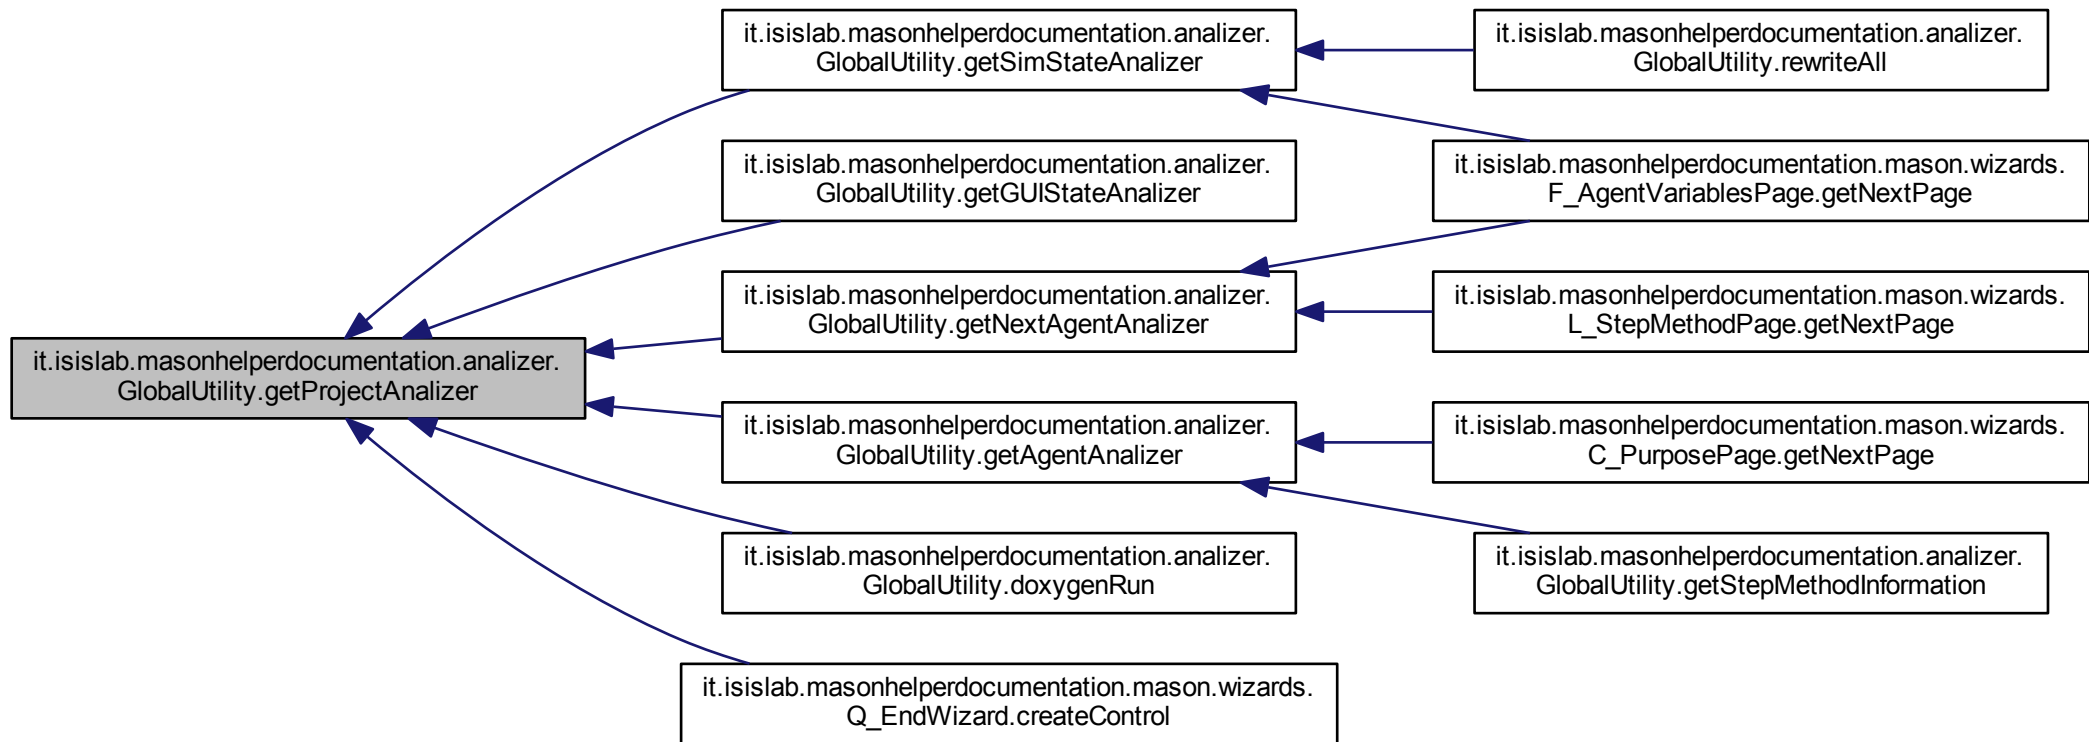 it.isislab.masonhelperdocumentation.analizer.
GlobalUtility.getProjectAnalizer
it.isislab.masonhelperdocumentation.analizer.
GlobalUtility.getSimStateAnalizer
it.isislab.masonhelperdocumentation.analizer.
GlobalUtility.rewriteAll
it.isislab.masonhelperdocumentation.analizer.
GlobalUtility.getGUIStateAnalizer
it.isislab.masonhelperdocumentation.mason.wizards.
F_AgentVariablesPage.getNextPage
it.isislab.masonhelperdocumentation.analizer.
GlobalUtility.getNextAgentAnalizer
it.isislab.masonhelperdocumentation.mason.wizards.
L_StepMethodPage.getNextPage
it.isislab.masonhelperdocumentation.analizer.
GlobalUtility.getAgentAnalizer
it.isislab.masonhelperdocumentation.mason.wizards.
C_PurposePage.getNextPage
it.isislab.masonhelperdocumentation.analizer.
GlobalUtility.doxygenRun
it.isislab.masonhelperdocumentation.analizer.
GlobalUtility.getStepMethodInformation
it.isislab.masonhelperdocumentation.mason.wizards.
Q_EndWizard.createControl